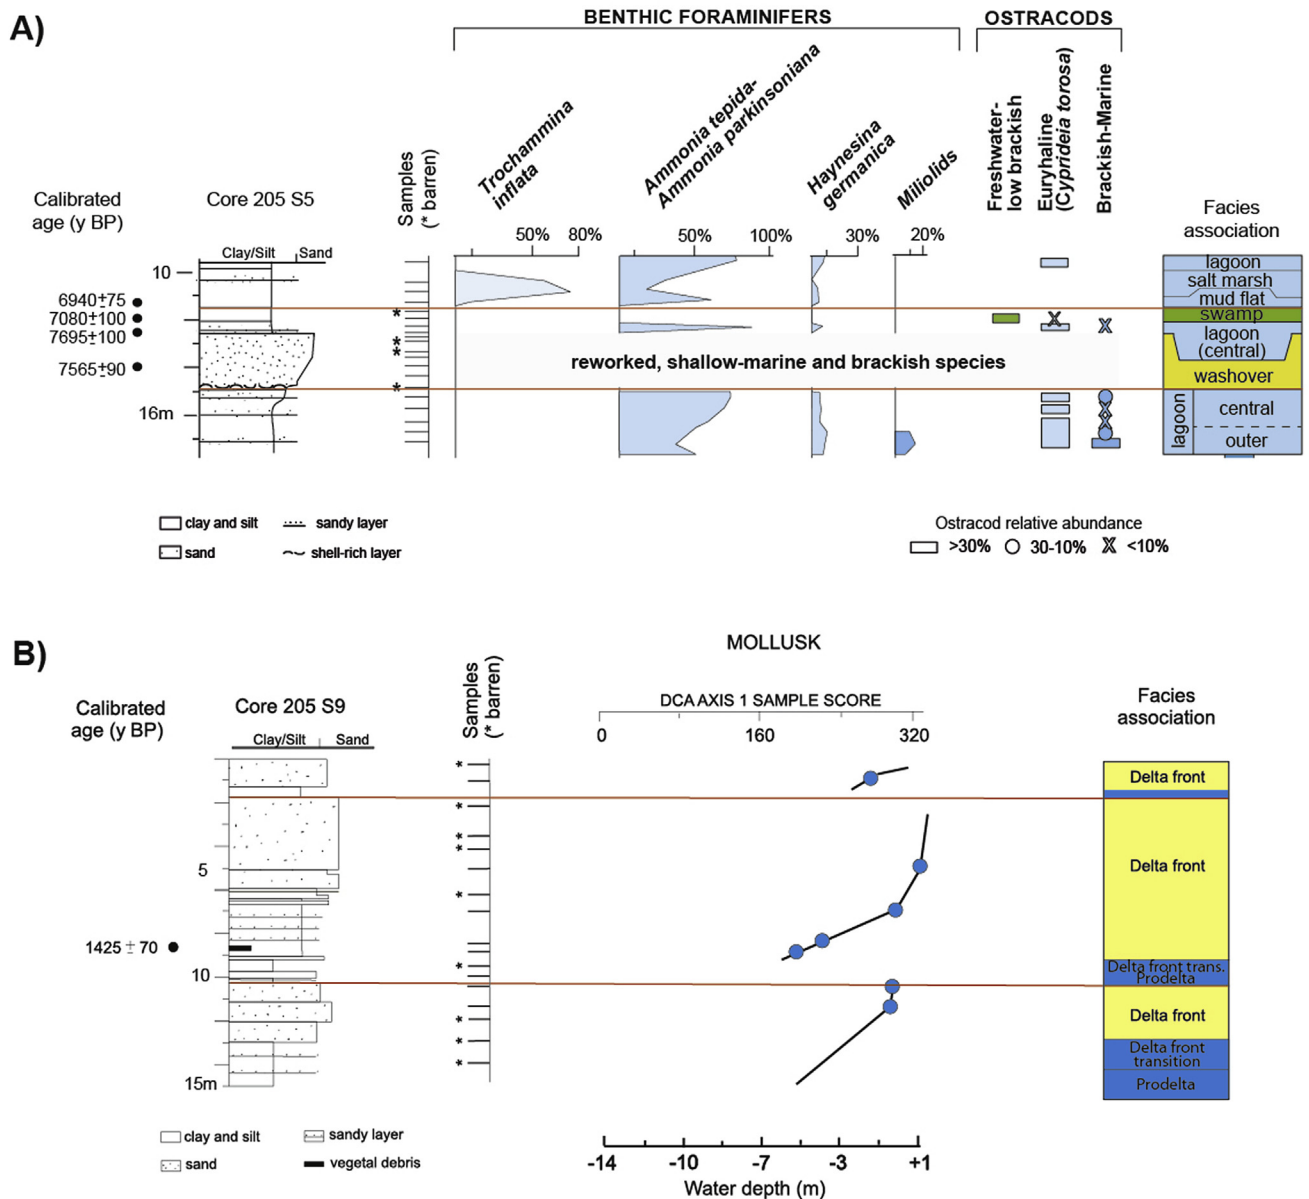 A)
BENTHIC FORAMINIFERS
OSTRACODS
Trochammina
inflata
Ammonia tepida-
Ammonia parkinsoniana
Haynesina
germanica
Miliolids
Freshwater-
low brackish
Euryhaline
(Cyprideia torosa)
Brackish-Marine
Calibrated
age (y BP)
Core 205 S5
Samples
(* barren)
Facies
association
Clay/Silt
Sand
50% 80%
50% 100%
30%
20%
10
6940±75
7080±100
7695±100
7565±90
16m
*
*
*
*
reworked, shallow-marine and brackish species
lagoon
salt marsh
mud flat
swamp
lagoon
(central)
washover
lagoon
central
outer
clay and silt
sandy layer
sand
shell-rich layer
Ostracod relative abundance
>30%
30-10%
<10%
B)
MOLLUSK
Calibrated
age (y BP)
Core 205 S9
Samples
(* barren)
DCA AXIS 1 SAMPLE SCORE
Facies
association
Clay/Silt
Sand
0 160 320
*
*
*
*
*
*
*
*
*
5
1425 ± 70
10
15m
Delta front
Delta front
Delta front trans.
Prodelta
Delta front
Delta front
transition
Prodelta
clay and silt
sandy layer
sand
vegetal debris
-14 -10 -7 -3 +1
Water depth (m)